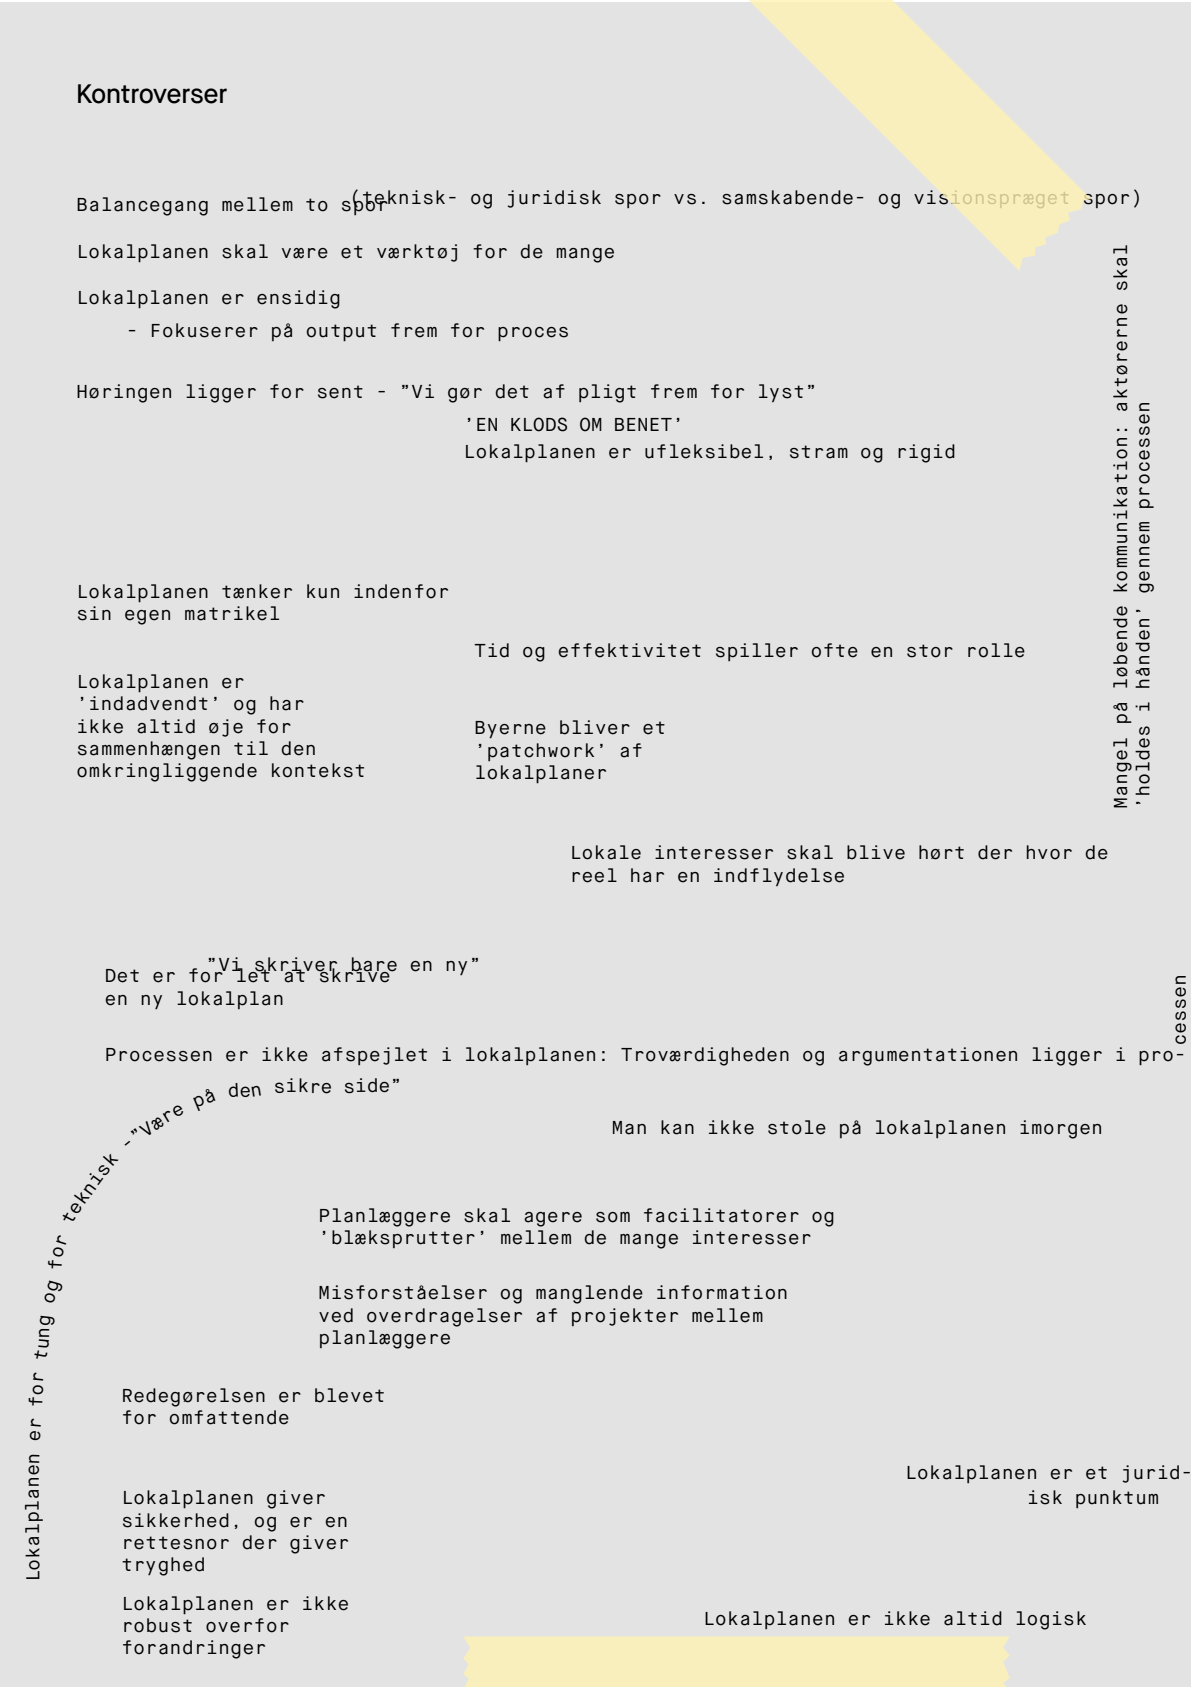 Kontroverser
Balancegang mellem to spor
(teknisk- og juridisk spor vs. samskabende- og visionspræget spor)
Lokalplanen skal være et værktøj for de mange
Lokalplanen er ensidig
- Fokuserer på output frem for proces
Høringen ligger for sent - ”Vi gør det af pligt frem for lyst”
’EN KLODS OM BENET’
Lokalplanen er ufleksibel, stram og rigid
Mangel på løbende kommunikation: aktørerne skal
’holdes i hånden’ gennem processen
Lokalplanen tænker kun indenfor
sin egen matrikel
Tid og effektivitet spiller ofte en stor rolle
Lokalplanen er
’indadvendt’ og har
ikke altid øje for
sammenhængen til den
omkringliggende kontekst
Byerne bliver et
’patchwork’ af
lokalplaner
Lokale interesser skal blive hørt der hvor de
reel har en indflydelse
”Vi skriver bare en ny”
Det er for let at skrive
en ny lokalplan
Processen er ikke afspejlet i lokalplanen: Troværdigheden og argumentationen ligger i pro-
cessen
Lokalplanen er for tung og for teknisk -”Være på den sikre side”
Man kan ikke stole på lokalplanen imorgen
Planlæggere skal agere som facilitatorer og
’blæksprutter’ mellem de mange interesser
Misforståelser og manglende information
ved overdragelser af projekter mellem
planlæggere
Redegørelsen er blevet
for omfattende
Lokalplanen er et jurid-
isk punktum
Lokalplanen giver
sikkerhed, og er en
rettesnor der giver
tryghed
Lokalplanen er ikke
robust overfor
forandringer
Lokalplanen er ikke altid logisk